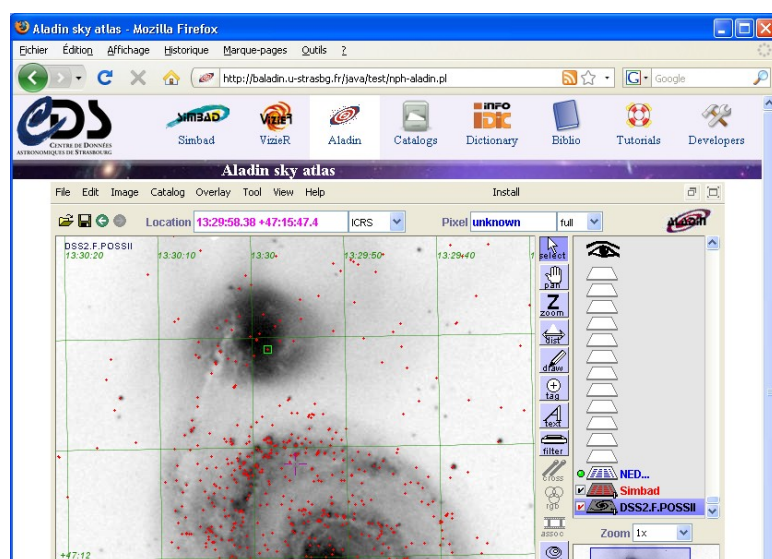 Aladin sky atlas - Mozilla Firefox
Fichier Édition Affichage Historique Marque-pages Outils ?
http://baladin.u-strasbg.fr/java/test/nph-aladin.pl
Google
CDS
CENTRE DE DONNÉES
ASTRONOMIQUES DE STRASBOURG
SIMBAD
VizieR
INFO
Simbad VizieR Aladin Catalogs Dictionary Biblio Tutorials Developers
Aladin sky atlas
File Edit Image Catalog Overlay Tool View Help Install
Location 13:29:58.38 +47:15:47.4 ICRS Pixel unknown full Aladin
DSS2.F.POSSII
13:30:20 13:30:10 13:30 13:29:50 13:29:40 1
select
pan
Z
zoom
dist
draw
tag
A
text
filter
cross
rgb
assoc
NED...
Simbad
DSS2.F.POSSII
Zoom 1x
+47:12